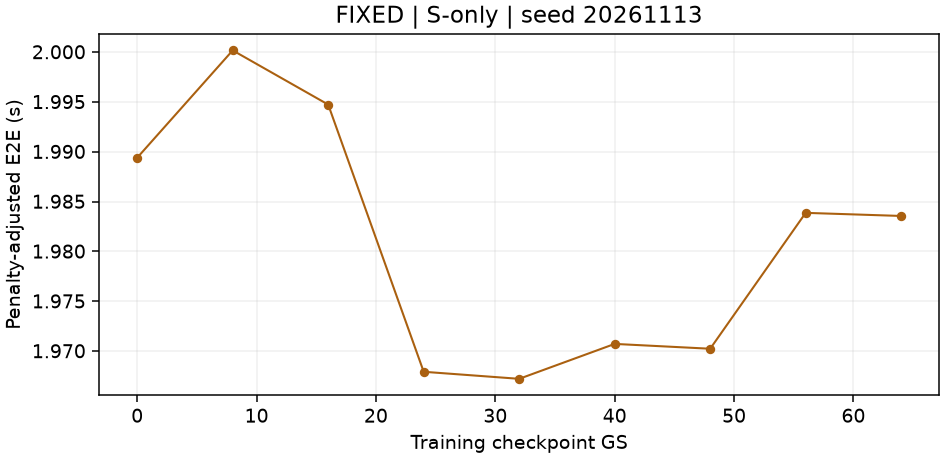 FIXED | S-only | seed 20261113
Penalty-adjusted E2E (s)
2.000
1.995
1.990
1.985
1.980
1.975
1.970
0 10 20 30 40 50 60
Training checkpoint GS